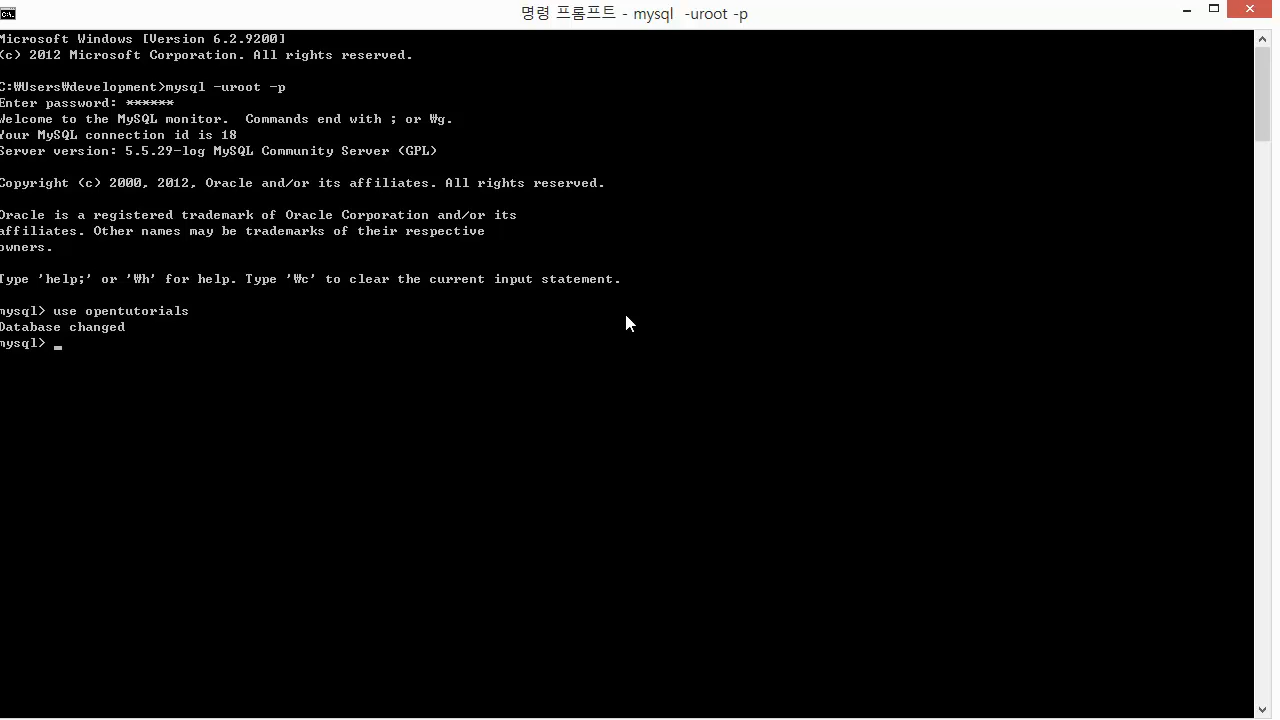 명령 프롬프트 - mysql  -uroot -p
Microsoft Windows [Version 6.2.9200]
(c) 2012 Microsoft Corporation. All rights reserved.
C:₩Users₩development>mysql -uroot -p
Enter password: ******
Welcome to the MySQL monitor.  Commands end with ; or ₩g.
Your MySQL connection id is 18
Server version: 5.5.29-log MySQL Community Server (GPL)
Copyright (c) 2000, 2012, Oracle and/or its affiliates. All rights reserved.
Oracle is a registered trademark of Oracle Corporation and/or its
affiliates. Other names may be trademarks of their respective
owners.
Type 'help;' or '₩h' for help. Type '₩c' to clear the current input statement.
mysql> use opentutorials
Database changed
mysql> _